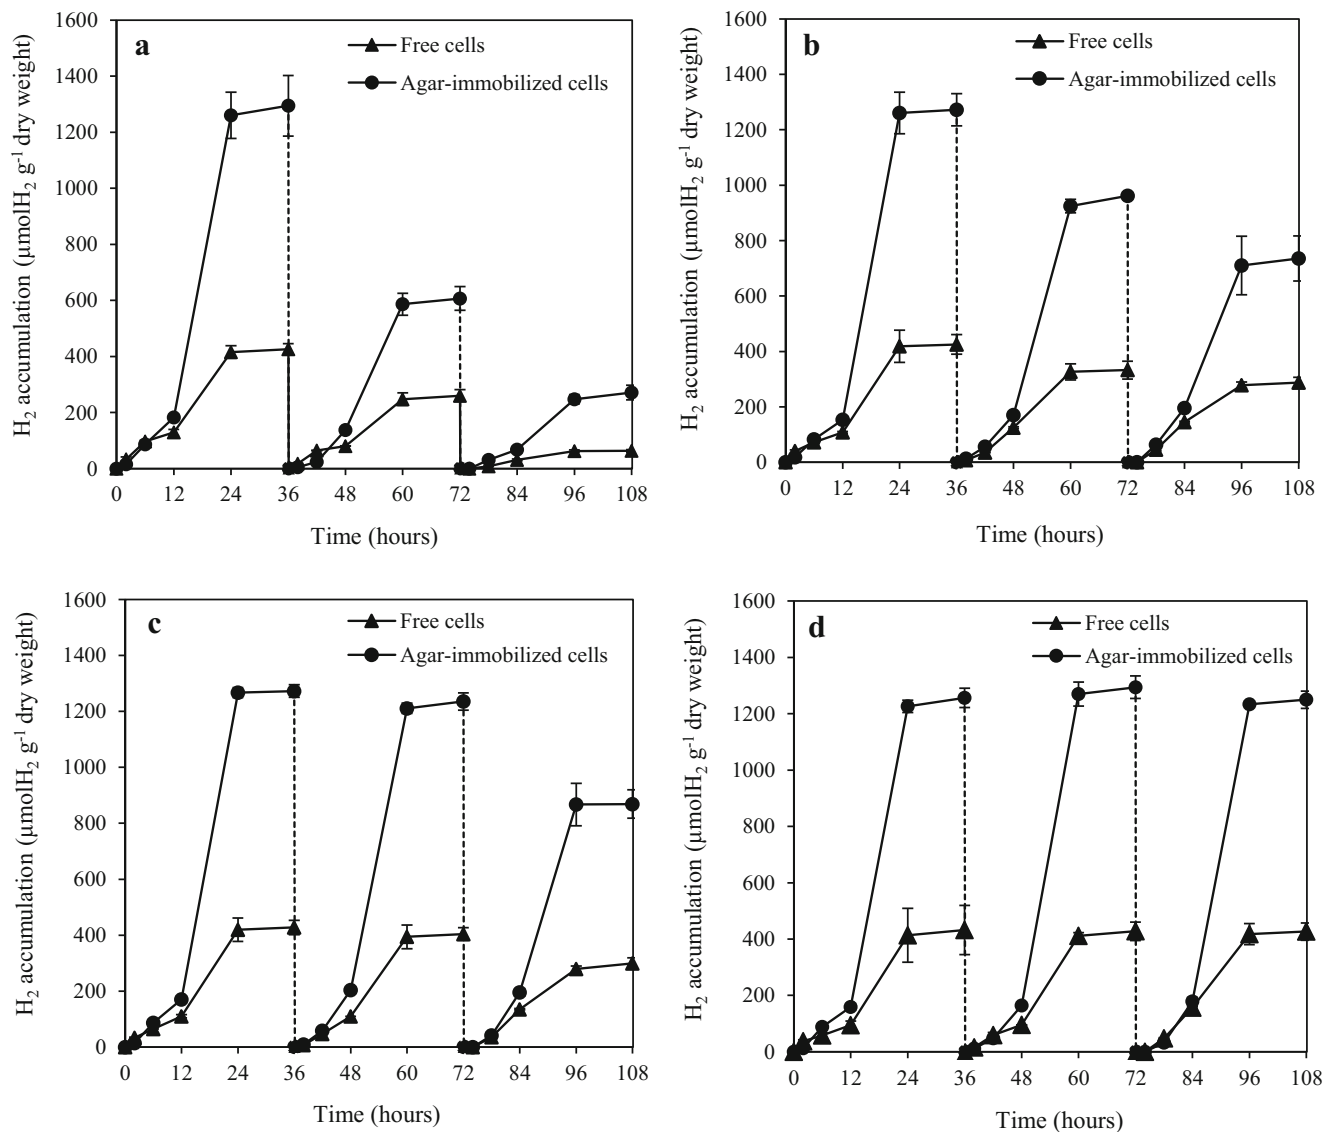 a
Free cells
Agar-immobilized cells
H₂ accumulation (μmolH₂ g⁻¹ dry weight)
1600
1400
1200
1000
800
600
400
200
0
0 12 24 36 48 60 72 84 96 108
Time (hours)
b
Free cells
Agar-immobilized cells
H₂ accumulation (μmolH₂ g⁻¹ dry weight)
1600
1400
1200
1000
800
600
400
200
0
0 12 24 36 48 60 72 84 96 108
Time (hours)
c
Free cells
Agar-immobilized cells
H₂ accumulation (μmolH₂ g⁻¹ dry weight)
1600
1400
1200
1000
800
600
400
200
0
0 12 24 36 48 60 72 84 96 108
Time (hours)
d
Free cells
Agar-immobilized cells
H₂ accumulation (μmolH₂ g⁻¹ dry weight)
1600
1400
1200
1000
800
600
400
200
0
0 12 24 36 48 60 72 84 96 108
Time (hours)